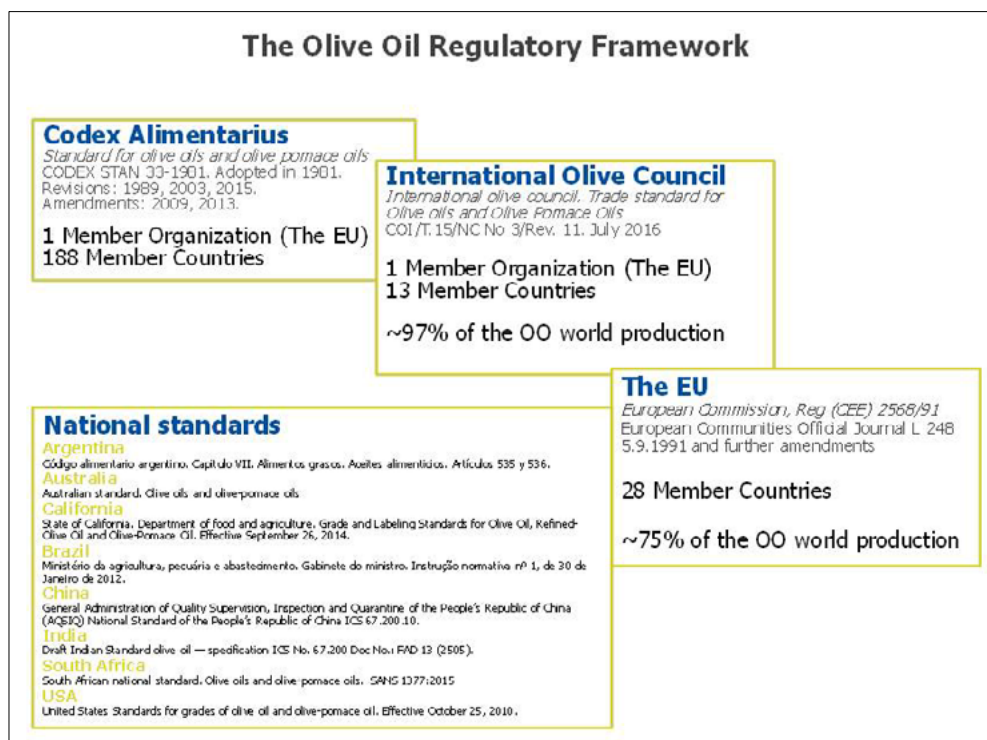 The Olive Oil Regulatory Framework
Codex Alimentarius
Standard for olive oils and olive pomace oils
CODEX STAN 33-1981. Adopted in 1981.
Revisions: 1989, 2003, 2015.
Amendments: 2009, 2013.
1 Member Organization (The EU)
188 Member Countries
International Olive Council
International olive council. Trade standard for
Olive oils and Olive Pomace Oils
COI/T.15/NC No 3/Rev. 11. July 2016
1 Member Organization (The EU)
13 Member Countries
~97% of the OO world production
The EU
European Commission, Reg (CEE) 2568/91
European Communities Official Journal L 248
5.9.1991 and further amendments
28 Member Countries
~75% of the OO world production
National standards
Argentina
Código alimentario argentino. Capitulo VII. Alimentos grasos. Aceites alimenticios. Artículos 535 y 536.
Australia
Australian standard. Olive oils and olive-pomace oils
California
State of California. Department of food and agriculture. Grade and Labeling Standards for Olive Oil, Refined-
Olive Oil and Olive-Pomace Oil. Effective September 26, 2014.
Brazil
Ministério da agricultura, pecuária e abastecimento. Gabinete do ministro. Instrução normativa nº 1, de 30 de
Janeiro de 2012.
China
General Administration of Quality Supervision, Inspection and Quarantine of the People's Republic of China
(AQSIQ) National Standard of the People's Republic of China ICS 67.200.10.
India
Draft Indian Standard olive oil — specification ICS No. 67.200 Doc No.: FAD 13 (2505).
South Africa
South African national standard. Olive oils and olive-pomace oils. SANS 1377:2015
USA
United States Standards for grades of olive oil and olive-pomace oil. Effective October 25, 2010.